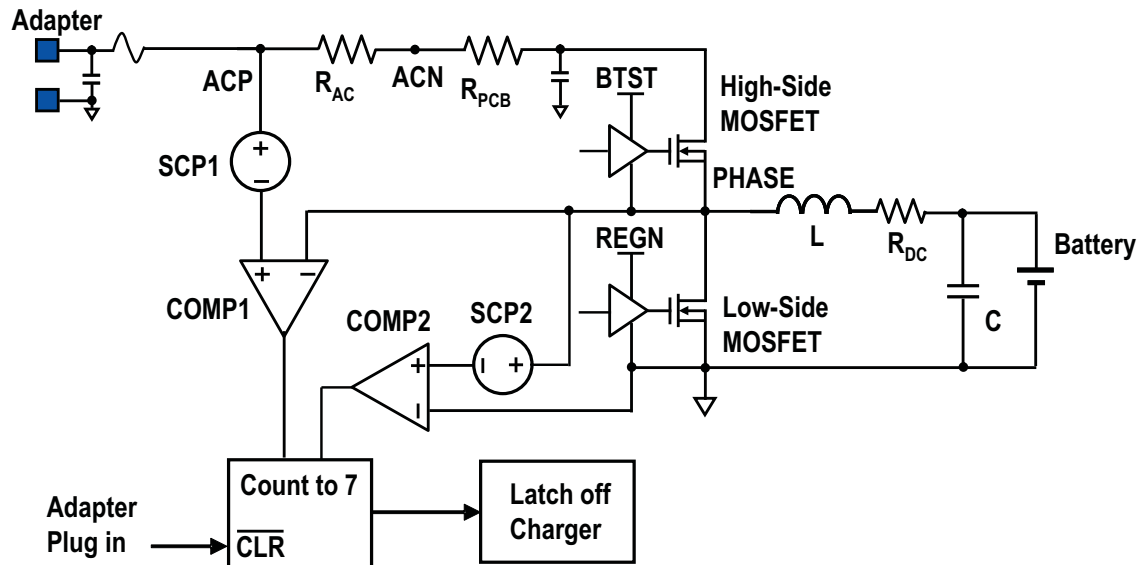 Adapter
ACP
R_AC
ACN
R_PCB
BTST
High-Side
MOSFET
SCP1
+
–
PHASE
L
R_DC
REGN
Battery
+
–
COMP1
COMP2
SCP2
Low-Side
MOSFET
C
+
–
–
+
Count to 7
CLR
Latch off
Charger
Adapter
Plug in